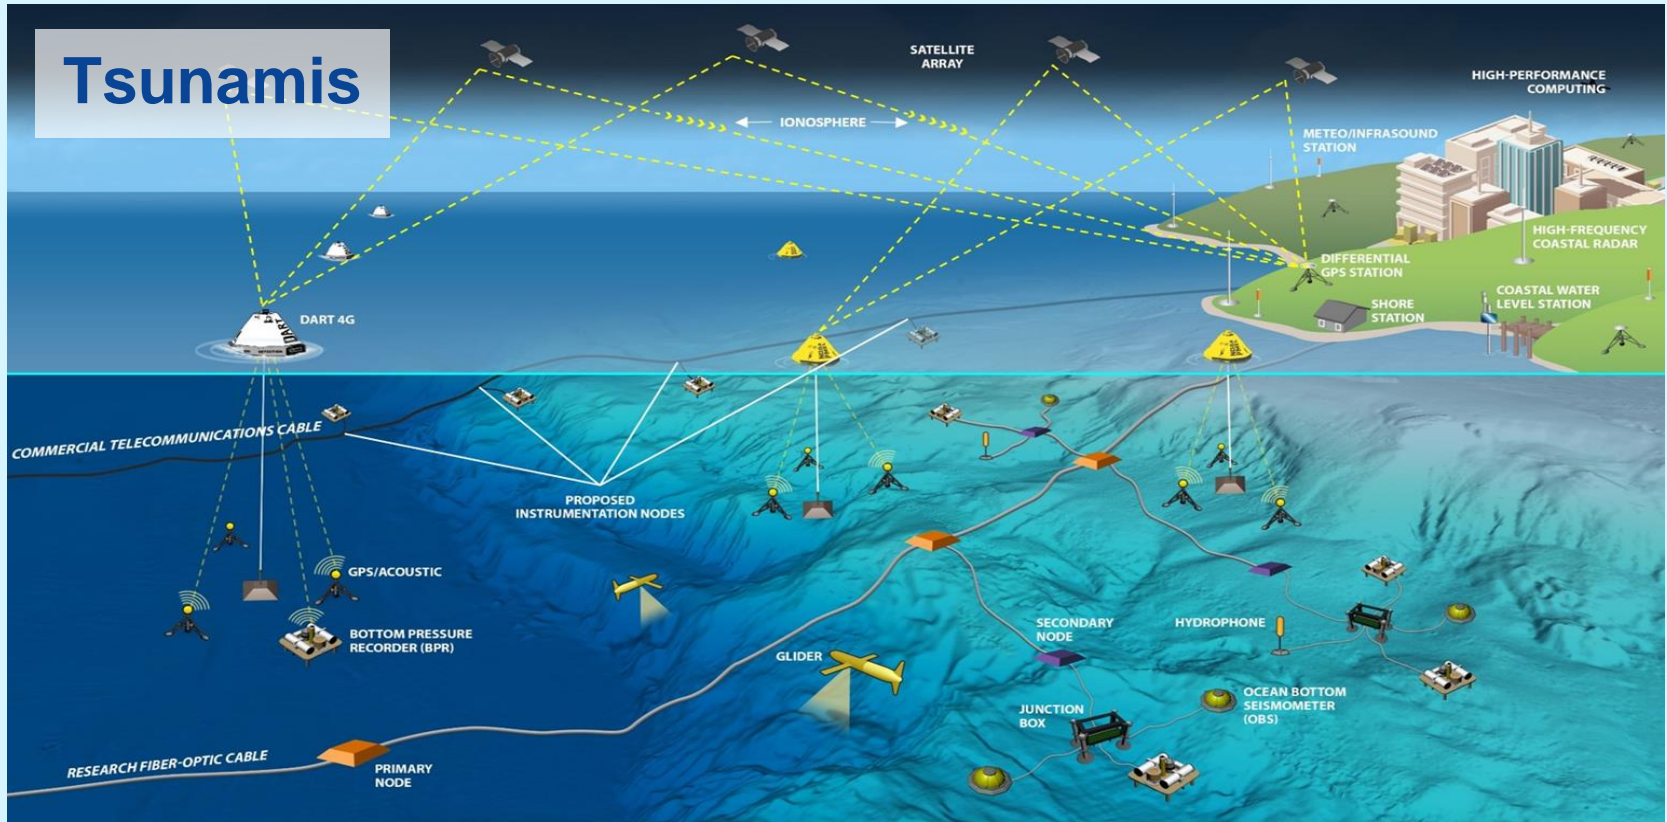 Tsunamis
SATELLITE
ARRAY
HIGH-PERFORMANCE
COMPUTING
IONOSPHERE
METEO/INFRASOUND
STATION
HIGH-FREQUENCY
COASTAL RADAR
DIFFERENTIAL
GPS STATION
COASTAL WATER
LEVEL STATION
SHORE
STATION
DART 4G
DART
COMMERCIAL TELECOMMUNICATIONS CABLE
PROPOSED
INSTRUMENTATION NODES
GPS/ACOUSTIC
BOTTOM PRESSURE
RECORDER (BPR)
SECONDARY
NODE
HYDROPHONE
GLIDER
OCEAN BOTTOM
SEISMOMETER
(OBS)
JUNCTION
BOX
RESEARCH FIBER-OPTIC CABLE
PRIMARY
NODE